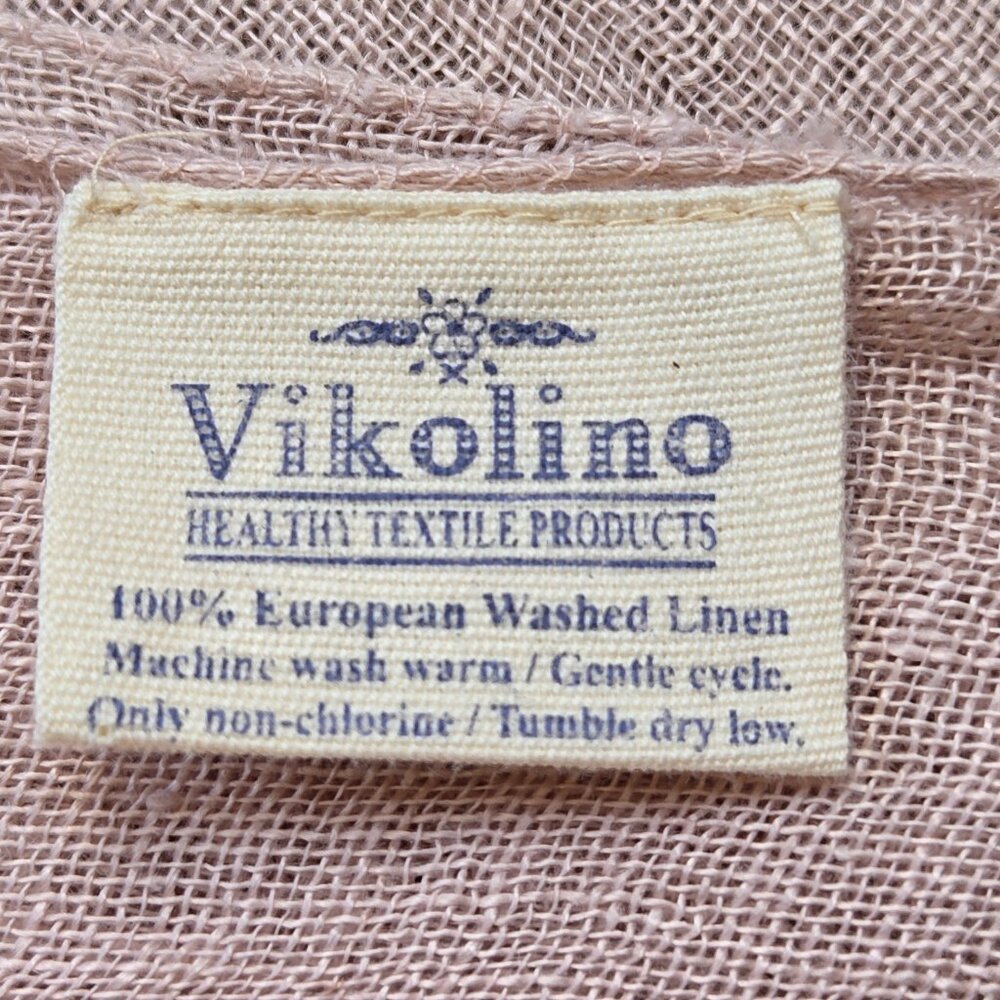 Vikolino
HEALTHY TEXTILE PRODUCTS
100% European Washed Linen
Machine wash warm / Gentle cycle.
Only non-chlorine / Tumble dry low.